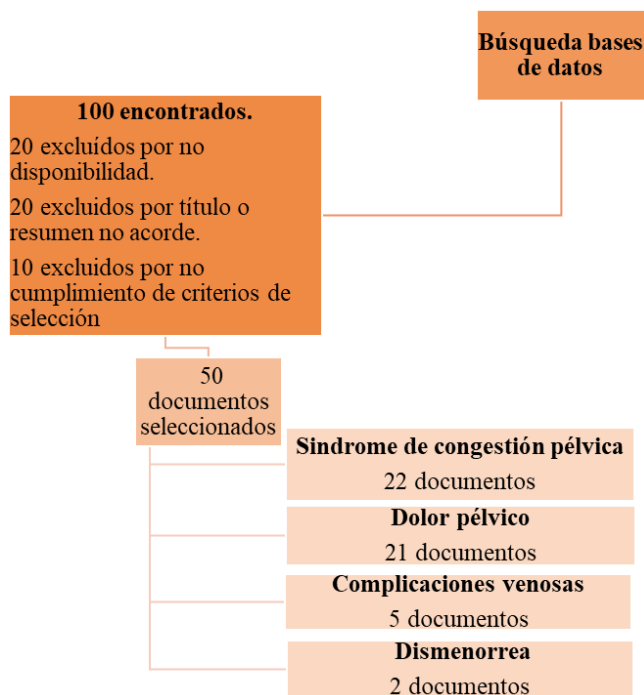 Búsqueda bases
de datos
100 encontrados.
20 excluídos por no
disponibilidad.
20 excluidos por título o
resumen no acorde.
10 excluidos por no
cumplimiento de criterios de
selección
50
documentos
seleccionados
Sindrome de congestión pélvica
22 documentos
Dolor pélvico
21 documentos
Complicaciones venosas
5 documentos
Dismenorrea
2 documentos